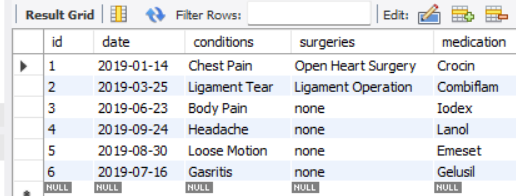 Result Grid Filter Rows: Edit:
id date conditions surgeries medication
1 2019-01-14 Chest Pain Open Heart Surgery Crocin
2 2019-03-25 Ligament Tear Ligament Operation Combiflam
3 2019-06-23 Body Pain none Iodex
4 2019-09-24 Headache none Lanol
5 2019-08-30 Loose Motion none Emeset
6 2019-07-16 Gasritis none Gelusil
NULL NULL NULL NULL NULL